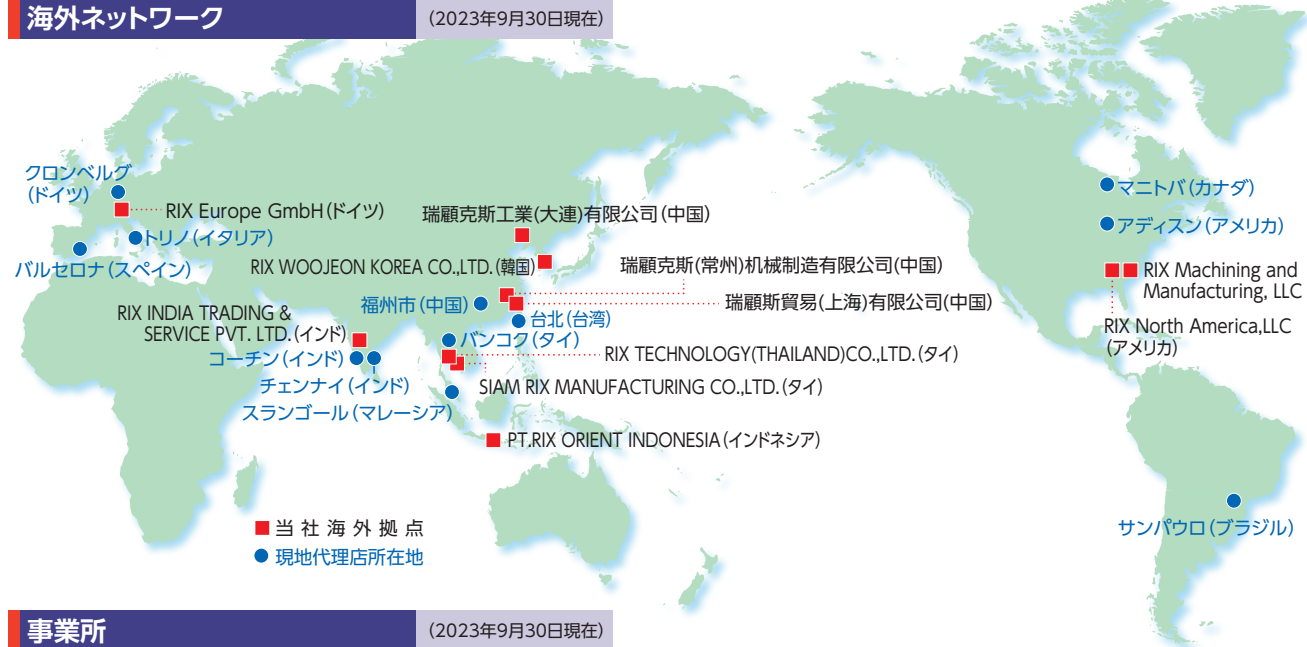 海外ネットワーク
(2023年9月30日現在)
クロンベルグ
(ドイツ)
RIX Europe GmbH(ドイツ)
トリノ(イタリア)
バルセロナ(スペイン)
瑞顧克斯工業(大連)有限公司(中国)
RIX WOOJEON KOREA CO.,LTD.(韓国)
瑞顧克斯(常州)机械制造有限公司(中国)
福州市(中国)
瑞顧斯貿易(上海)有限公司(中国)
台北(台湾)
RIX INDIA TRADING &
SERVICE PVT. LTD.(インド)
コーチン(インド)
チェンナイ(インド)
バンコク(タイ)
RIX TECHNOLOGY(THAILAND)CO.,LTD.(タイ)
SIAM RIX MANUFACTURING CO.,LTD.(タイ)
スランゴール(マレーシア)
PT.RIX ORIENT INDONESIA(インドネシア)
マニトバ(カナダ)
アディスン(アメリカ)
RIX Machining and
Manufacturing, LLC
RIX North America,LLC
(アメリカ)
サンパウロ(ブラジル)
当社海外拠点
現地代理店所在地
事業所
(2023年9月30日現在)